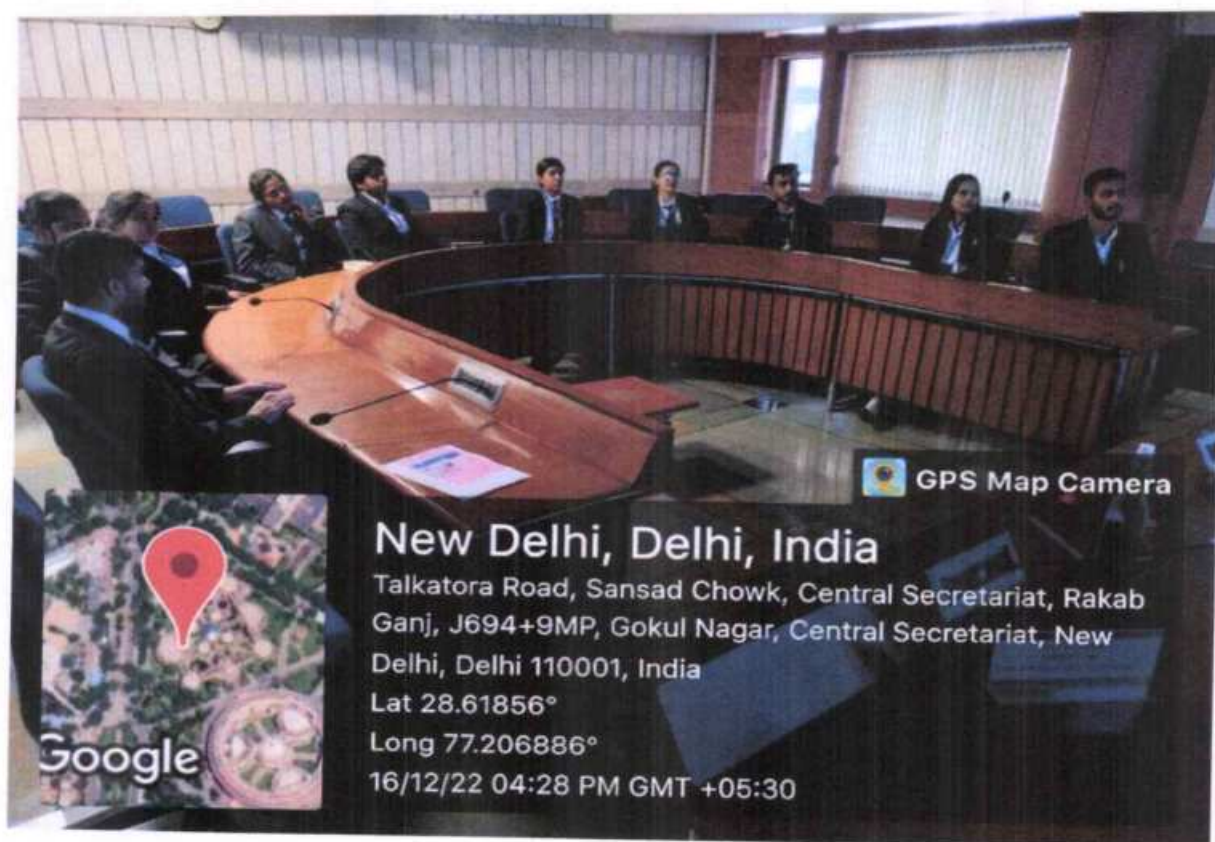 GPS Map Camera
New Delhi, Delhi, India
Talkatora Road, Sansad Chowk, Central Secretariat, Rakab
Ganj, J694+9MP, Gokul Nagar, Central Secretariat, New
Delhi, Delhi 110001, India
Lat 28.61856°
Long 77.206886°
16/12/22 04:28 PM GMT +05:30
Google